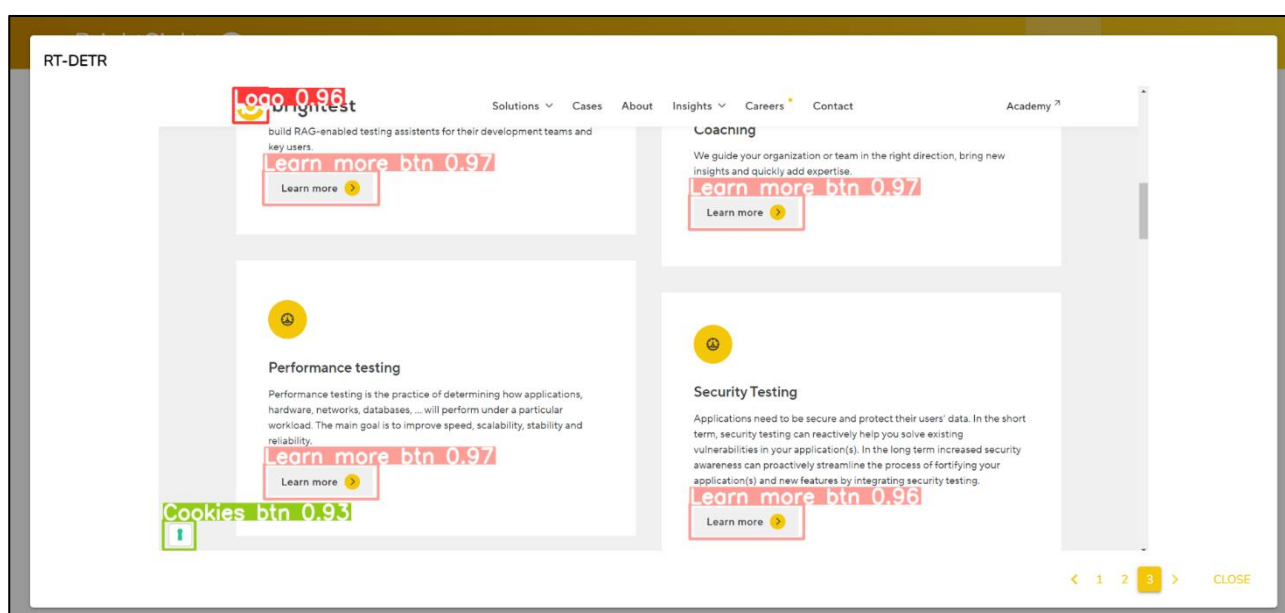 RT-DETR
Logo 0.96
brightest
Solutions
Cases
About
Insights
Careers
Contact
Academy
build RAG-enabled testing assistents for their development teams and
key users.
Learn more btn 0.97
Learn more
Coaching
We guide your organization or team in the right direction, bring new
insights and quickly add expertise.
Learn more btn 0.97
Learn more
Performance testing
Performance testing is the practice of determining how applications,
hardware, networks, databases, ... will perform under a particular
workload. The main goal is to improve speed, scalability, stability and
reliability.
Learn more btn 0.97
Learn more
Cookies btn 0.93
Security Testing
Applications need to be secure and protect their users' data. In the short
term, security testing can reactively help you solve existing
vulnerabilities in your application(s). In the long term increased security
awareness can proactively streamline the process of fortifying your
application(s) and new features by integrating security testing.
Learn more btn 0.96
Learn more
< 1 2 3 > CLOSE